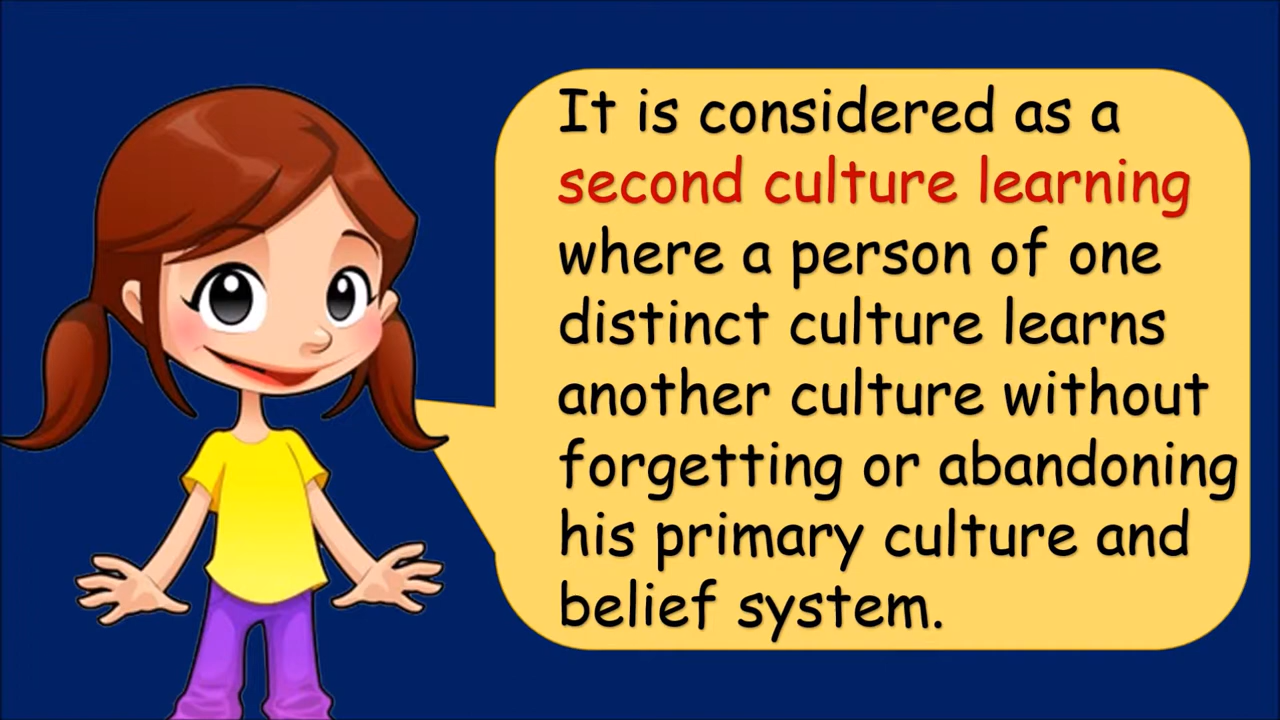 It is considered as a
second culture learning
where a person of one
distinct culture learns
another culture without
forgetting or abandoning
his primary culture and
belief system.